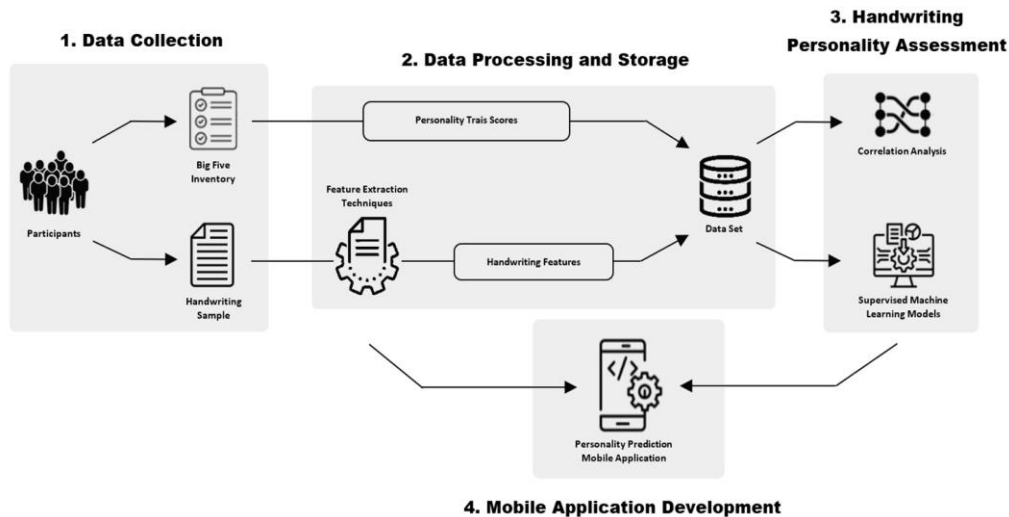 1. Data Collection
Participants
Big Five
Inventory
Handwriting
Sample
2. Data Processing and Storage
Personality Trais Scores
Feature Extraction
Techniques
Handwriting Features
Data Set
3. Handwriting
Personality Assessment
Correlation Analysis
Supervised Machine
Learning Models
</>
Personality Prediction
Mobile Application
4. Mobile Application Development